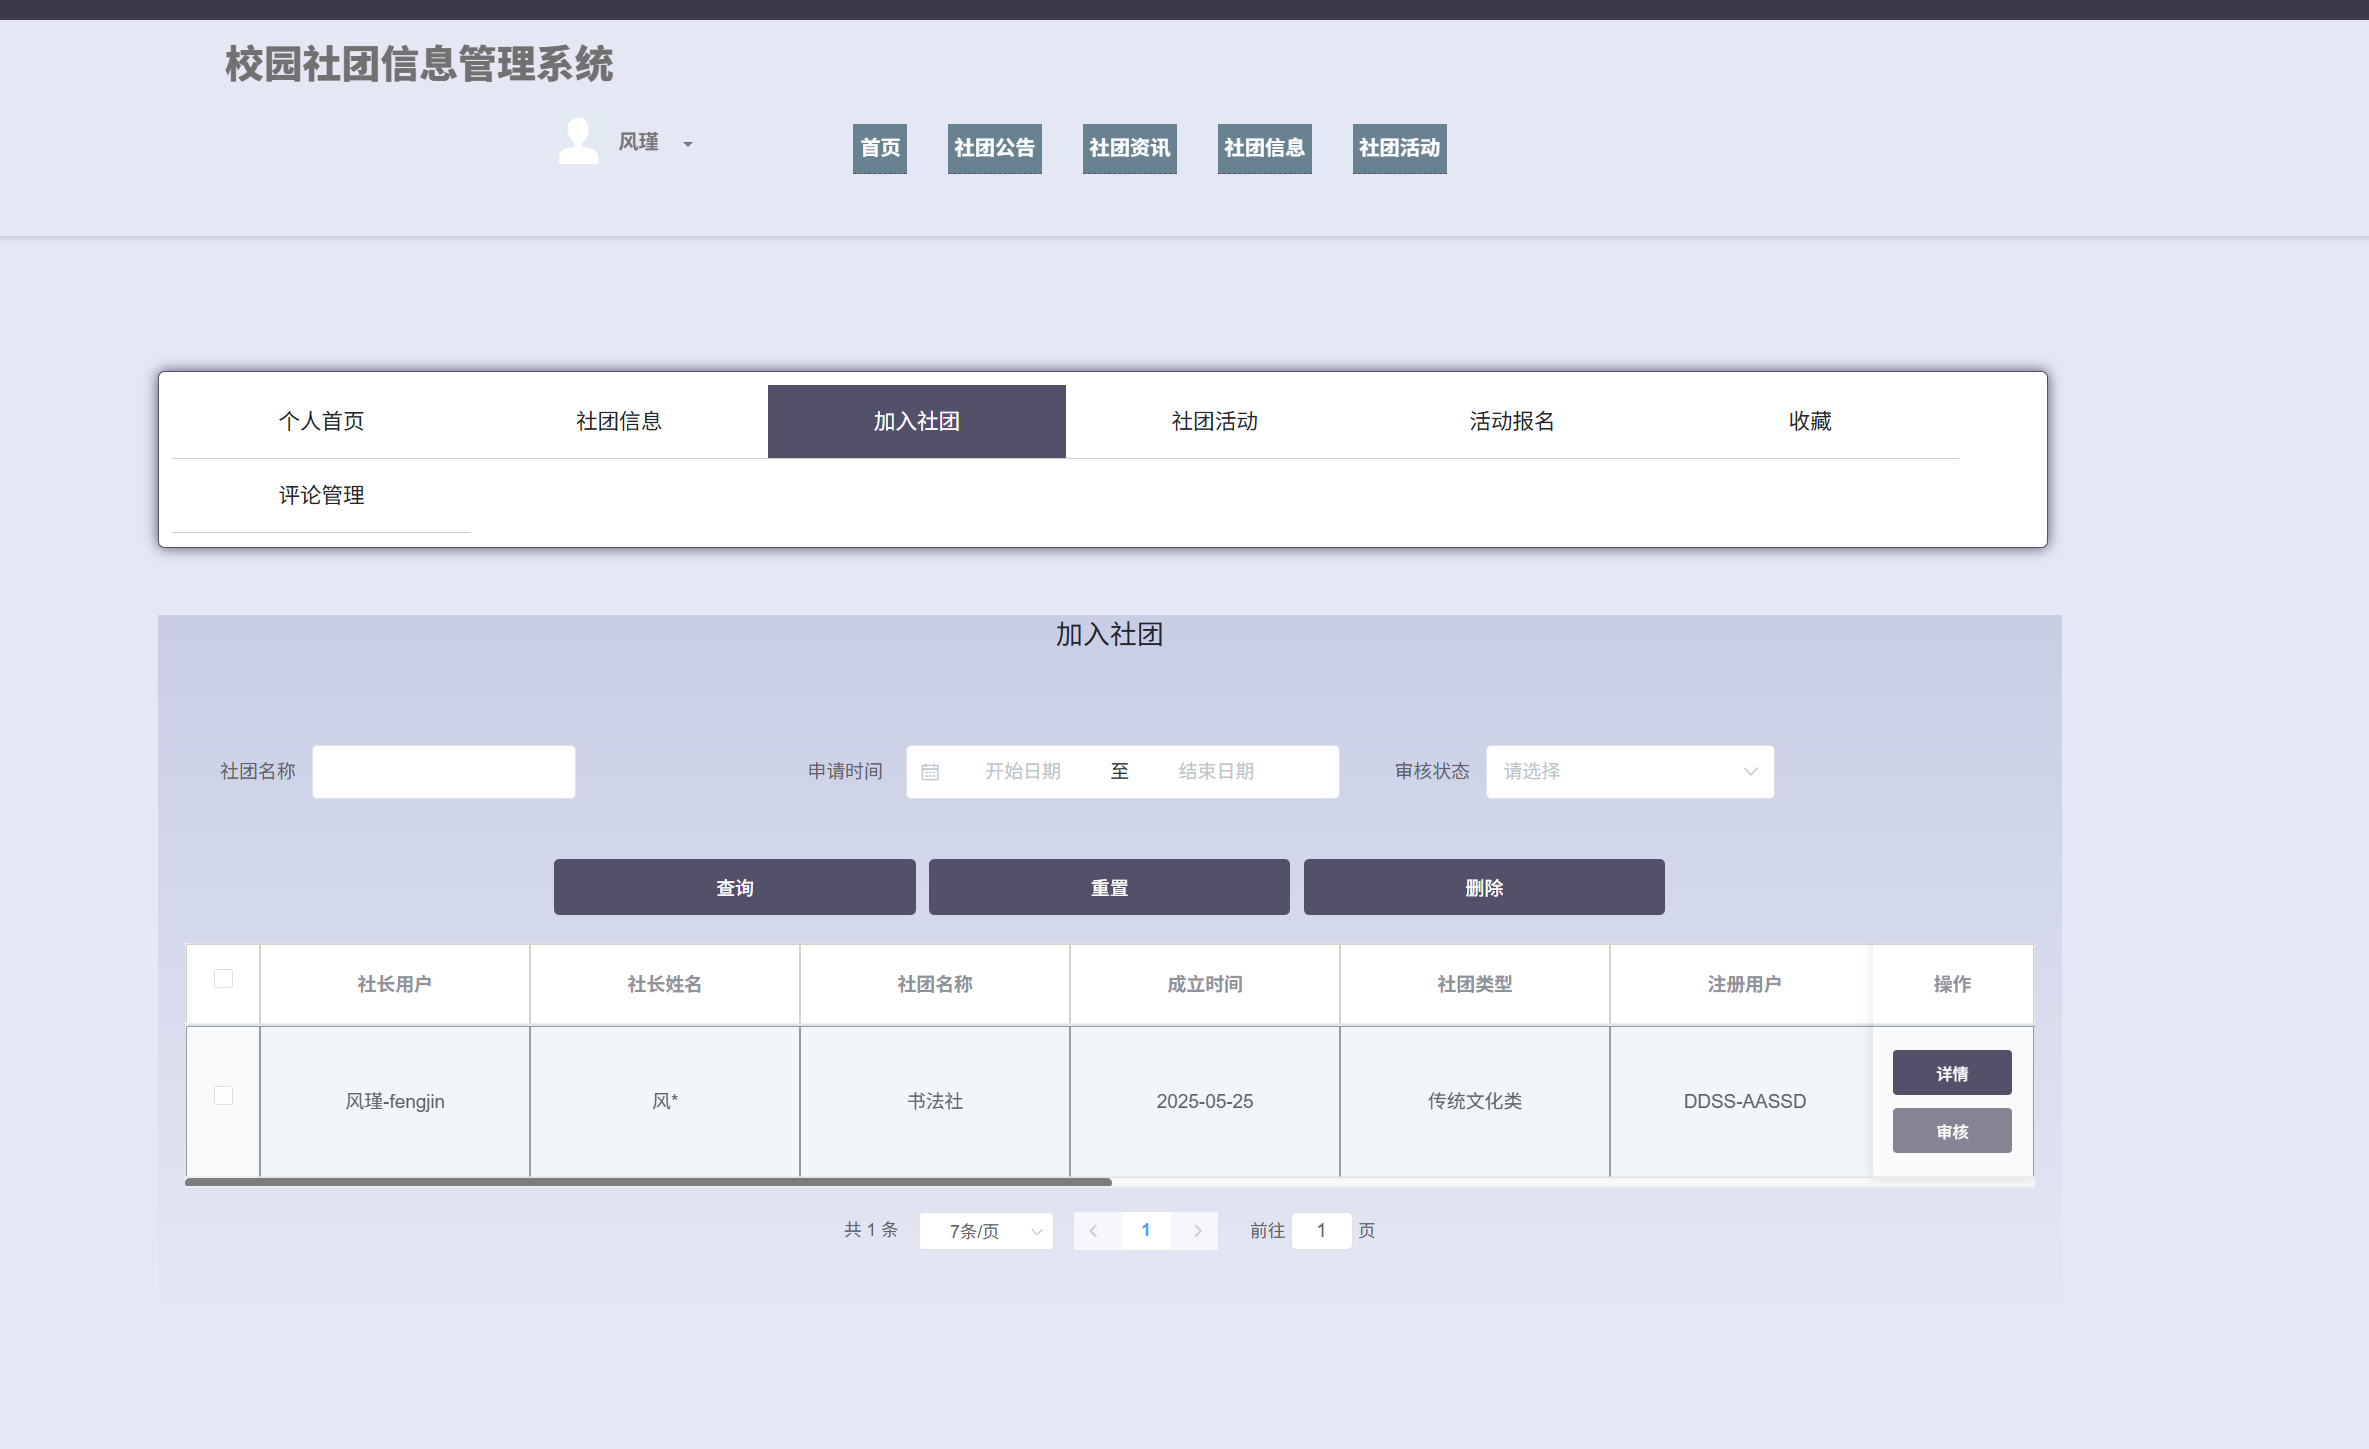 校园社团信息管理系统
风瑾
首页 社团公告 社团资讯 社团信息 社团活动
个人首页 社团信息 加入社团 社团活动 活动报名 收藏
评论管理
加入社团
社团名称 申请时间 开始日期 至 结束日期 审核状态 请选择
查询 重置 删除
社长用户 社长姓名 社团名称 成立时间 社团类型 注册用户 操作
风瑾-fengjin 风* 书法社 2025-05-25 传统文化类 DDSS-AASSD 详情
审核
共 1 条 7条/页 1 前往 1 页